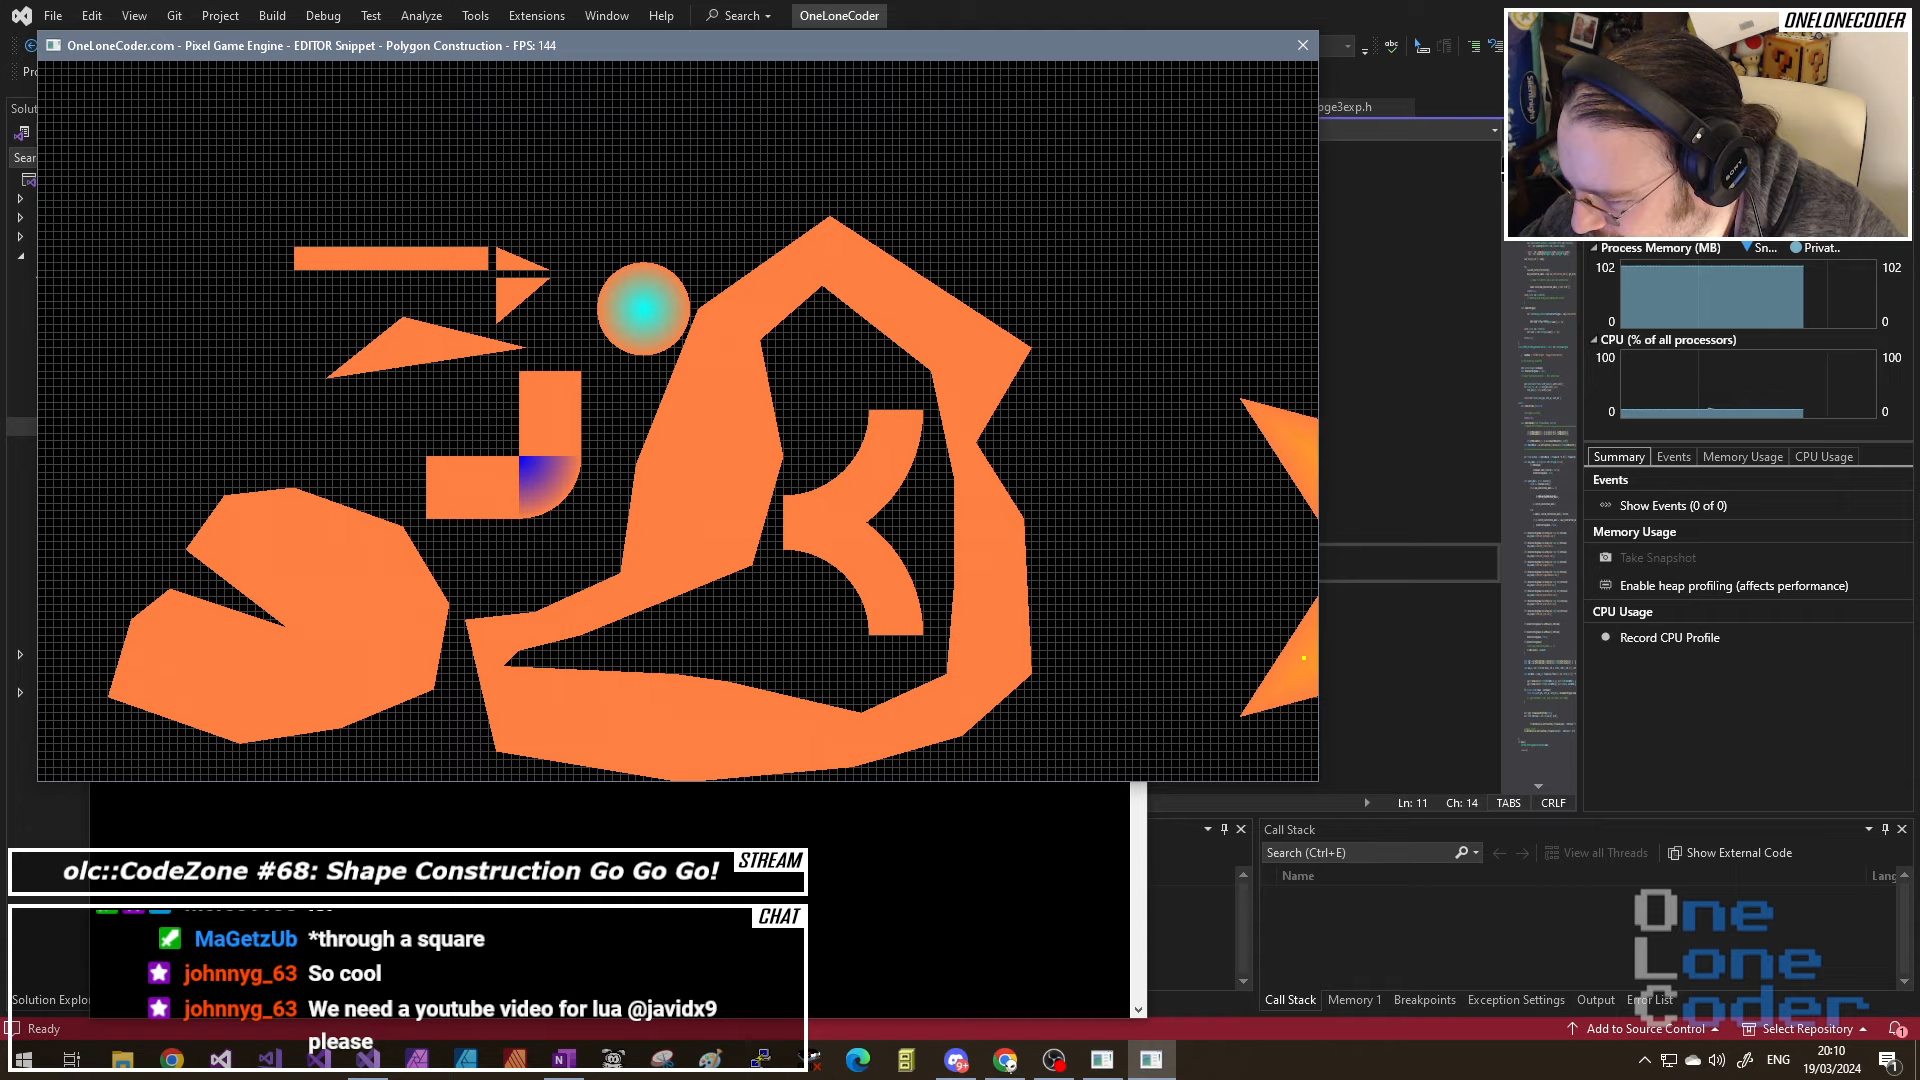 File Edit View Git Project Build Debug Test Analyze Tools Extensions Window Help Search OneLoneCoder
OneLoneCoder.com - Pixel Game Engine - EDITOR Snippet - Polygon Construction - FPS: 144
ONELONECODER
Solut
Sear
Process Memory (MB) Sn... Privat..
102 102
0 0
CPU (% of all processors)
100 100
0 0
Summary Events Memory Usage CPU Usage
Events
Show Events (0 of 0)
Memory Usage
Take Snapshot
Enable heap profiling (affects performance)
CPU Usage
Record CPU Profile
Ln: 11 Ch: 14 TABS CRLF
Call Stack
Search (Ctrl+E) View all Threads Show External Code
Name Lang
olc::CodeZone #68: Shape Construction Go Go Go!
STREAM
CHAT
MaGetzUb *through a square
johnnyg_63 So cool
johnnyg_63 We need a youtube video for lua @javidx9
please
One
Lone
Coder
Solution Explo
Call Stack Memory 1 Breakpoints Exception Settings Output Error List
Ready
Add to Source Control Select Repository
ENG
20:10
19/03/2024